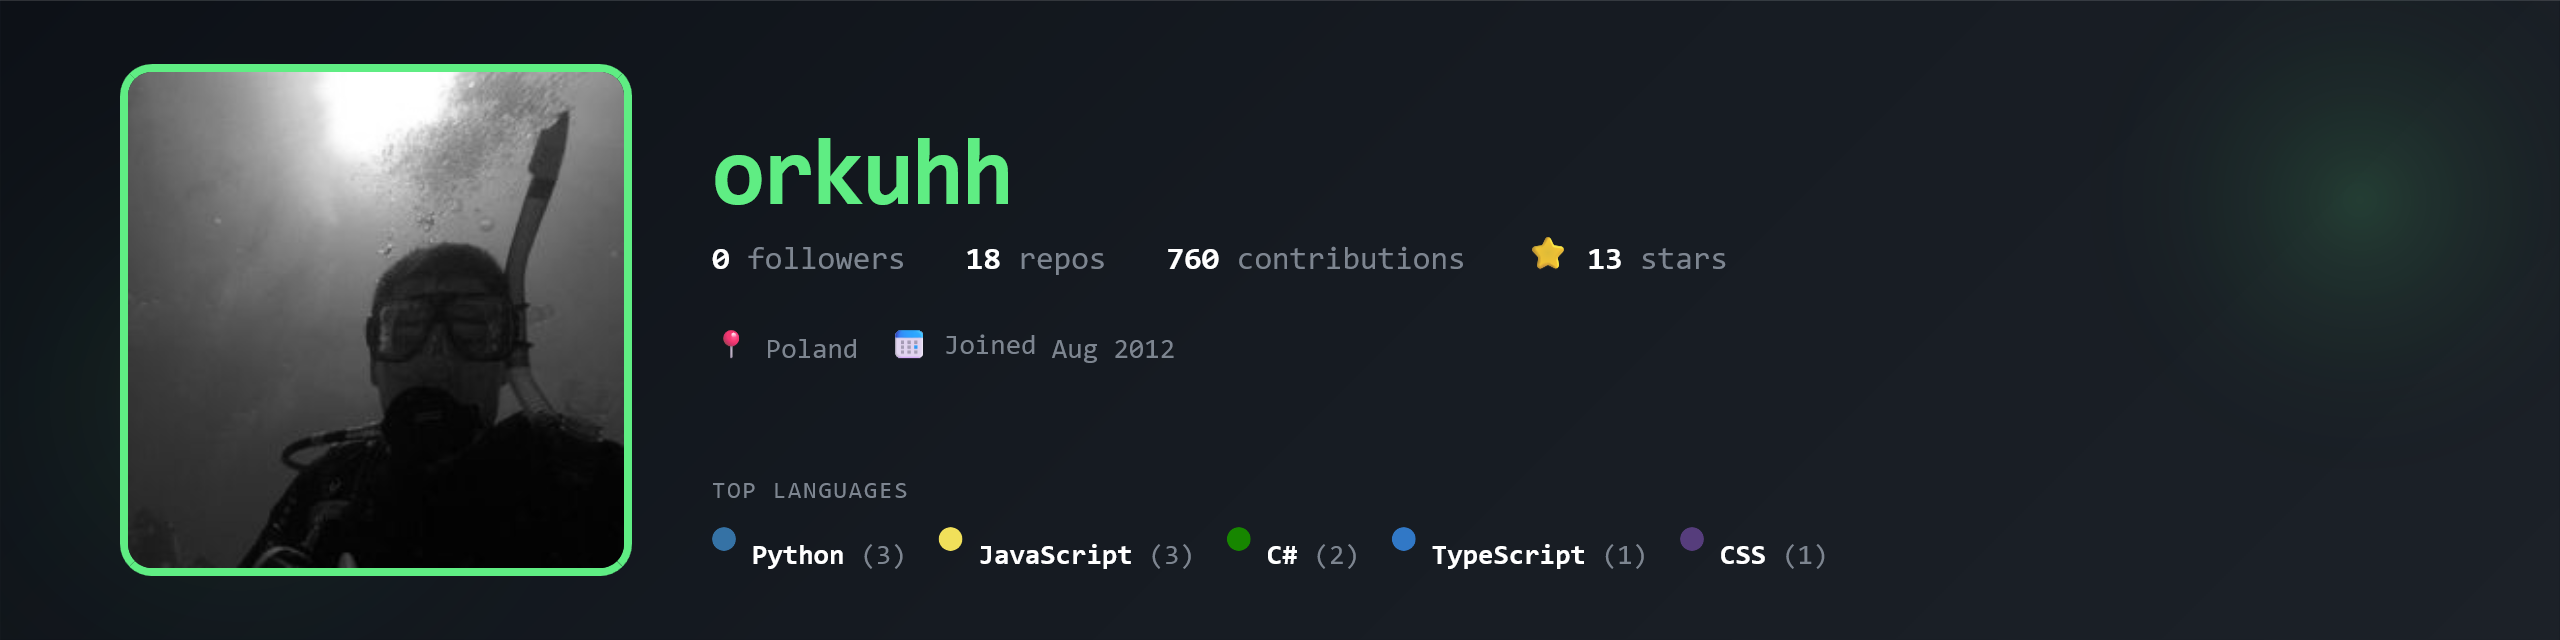 orkuhh
0 followers 18 repos 760 contributions 13 stars
Poland Joined Aug 2012
TOP LANGUAGES
Python (3) JavaScript (3) C# (2) TypeScript (1) CSS (1)